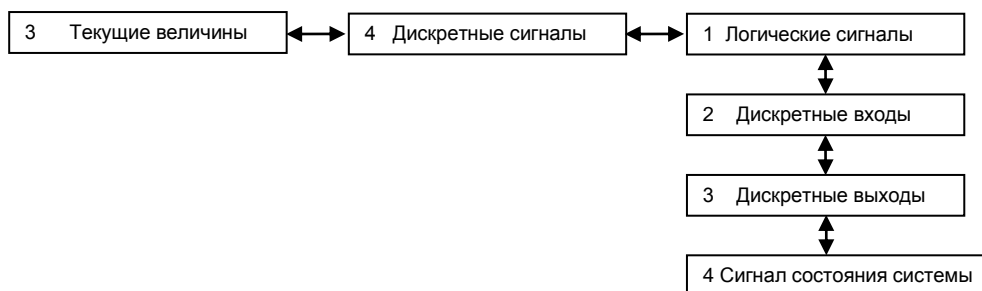 3 Текущие величины
4 Дискретные сигналы
1 Логические сигналы
2 Дискретные входы
3 Дискретные выходы
4 Сигнал состояния системы